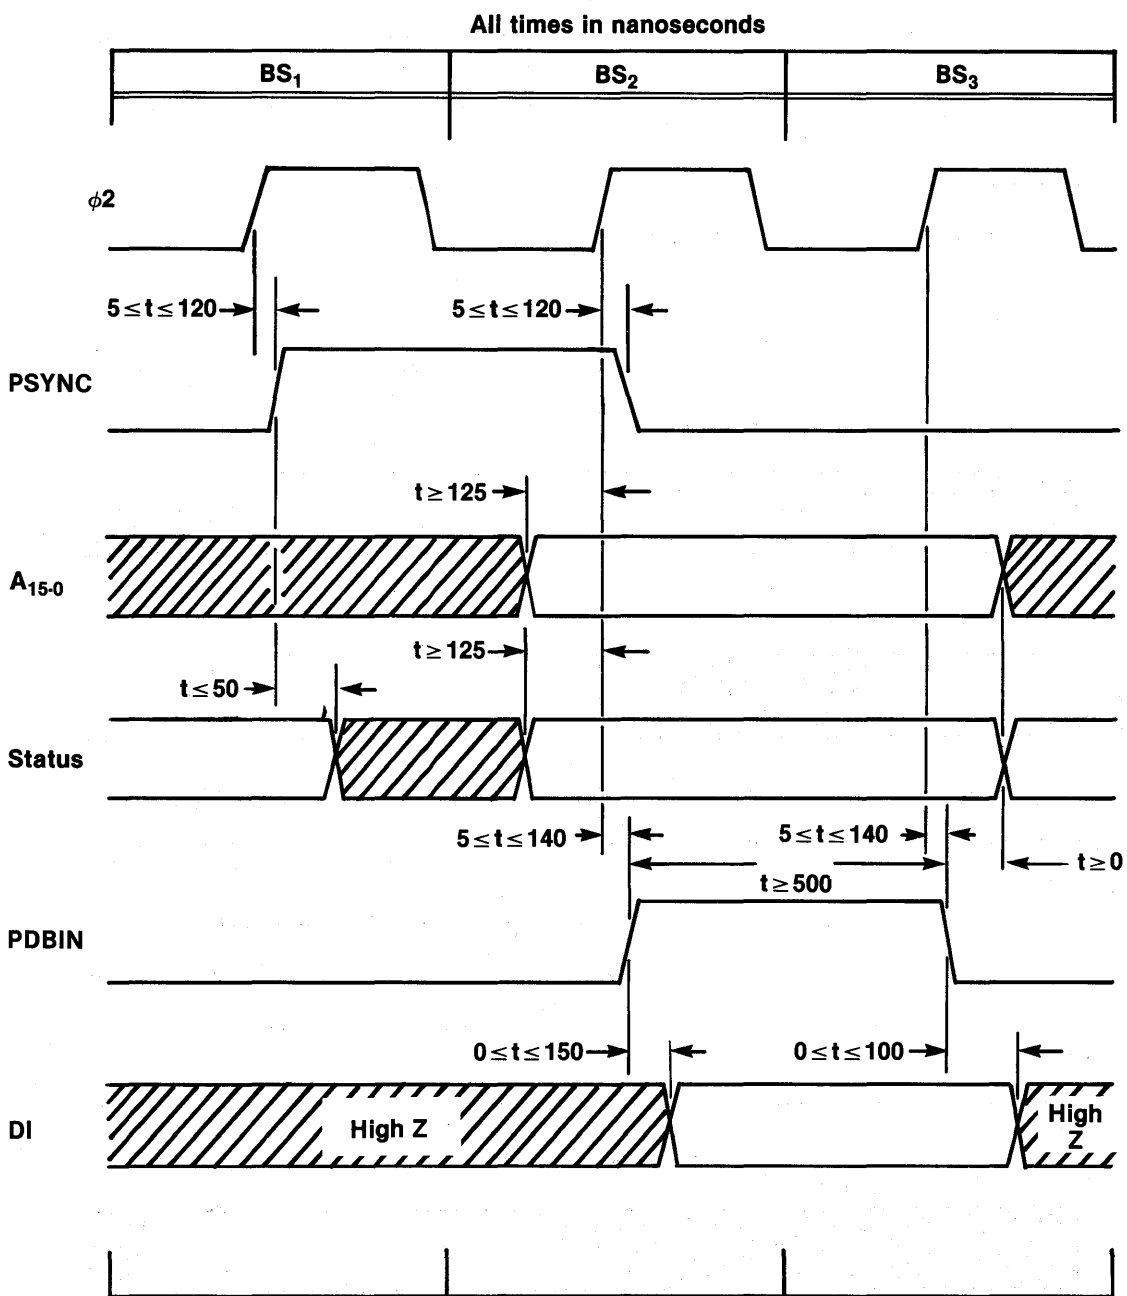 All times in nanoseconds
BS₁ BS₂ BS₃
ϕ2
5≤t≤120 5≤t≤120
PSYNC
t≥125
A₁₅₋₀
t≥125
t≤50
Status
5≤t≤140 5≤t≤140
t≥0
t≥500
PDBIN
0≤t≤150 0≤t≤100
DI High Z High
Z